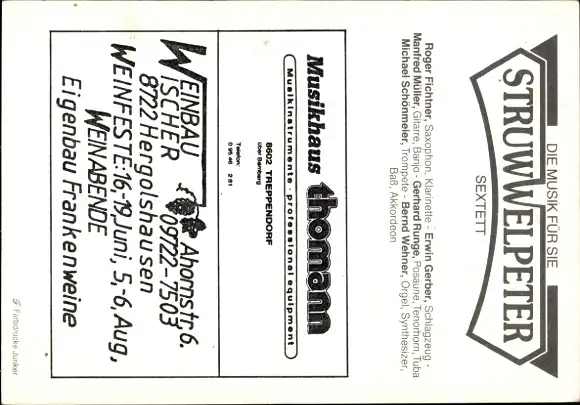 DIE MUSIK FÜR SIE
STRUWWELPETER
SEXTETT
Roger Fichtner, Saxophon, Klarinette - Erwin Gerber, Schlagzeug -
Manfred Müller, Gitarre, Banjo - Gerhard Runge, Posaune, Tenorhorn, Tuba
Michael Schönmeier, Trompete - Bernd Wehner, Orgel, Synthesizer,
Baß, Akkordeon
Musikhaus thomann
Musikinstrumente · professional equipment
8602 TREPPENDORF
über Bamberg
Telefon:
0 95 46 2 81
WEINBAU
WISCHER Ahornstr. 6.
8722 Hergolshausen 09722-7503
WEINFESTE: 16,-19, Juni, 5,-6, Aug,
WEINABENDE
Eigenbau Frankenweine
Farbdrucke Junker